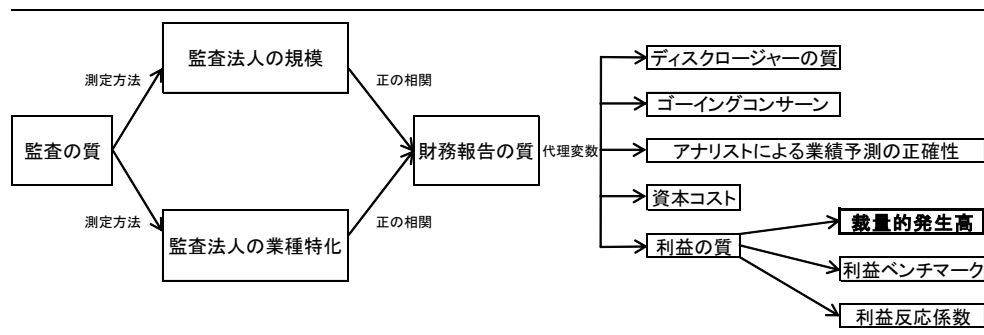 監査の質
測定方法
測定方法
監査法人の規模
監査法人の業種特化
正の相関
正の相関
財務報告の質
代理変数
ディスクロージャーの質
ゴーイングコンサーン
アナリストによる業績予測の正確性
資本コスト
利益の質
裁量的発生高
利益ベンチマーク
利益反応係数